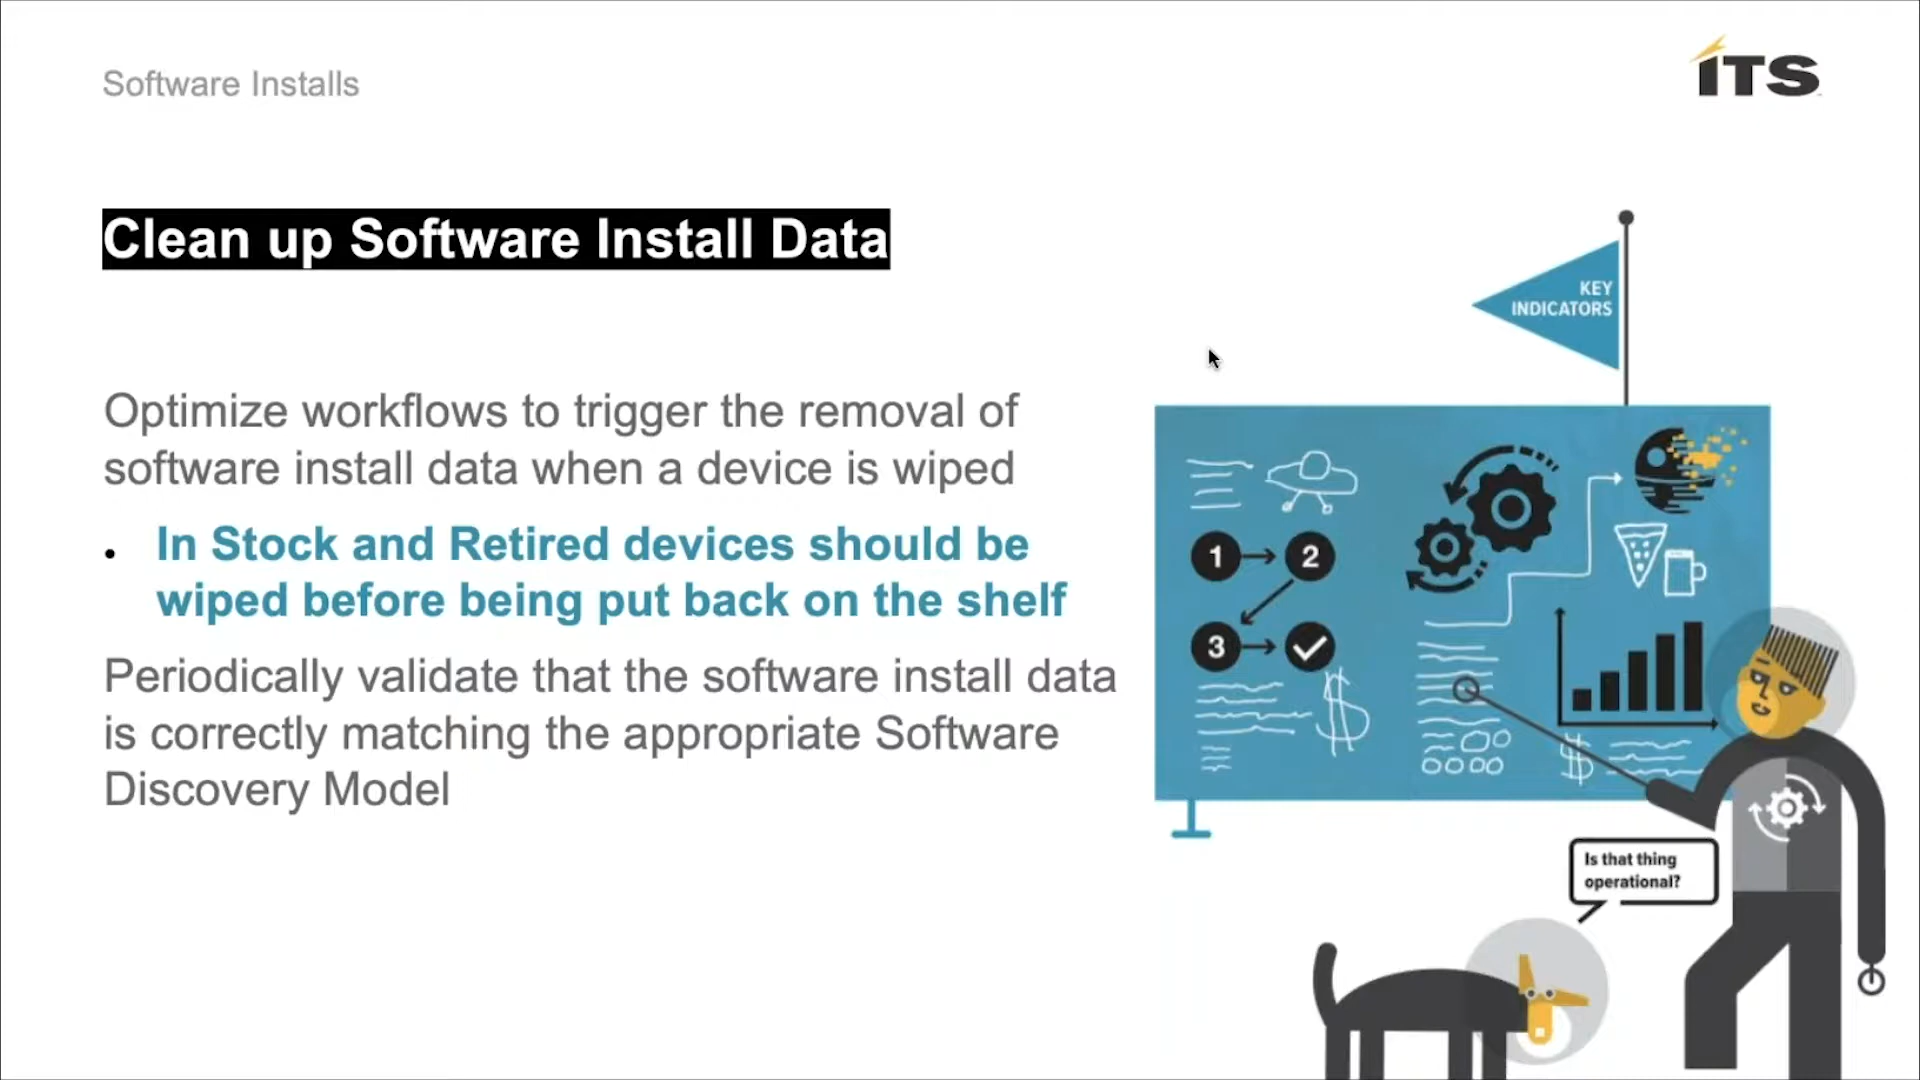 Software Installs
ITS
Clean up Software Install Data
KEY
INDICATORS
Optimize workflows to trigger the removal of
software install data when a device is wiped
• In Stock and Retired devices should be
wiped before being put back on the shelf
Periodically validate that the software install data
is correctly matching the appropriate Software
Discovery Model
1
2
3
$
$
Is that thing
operational?